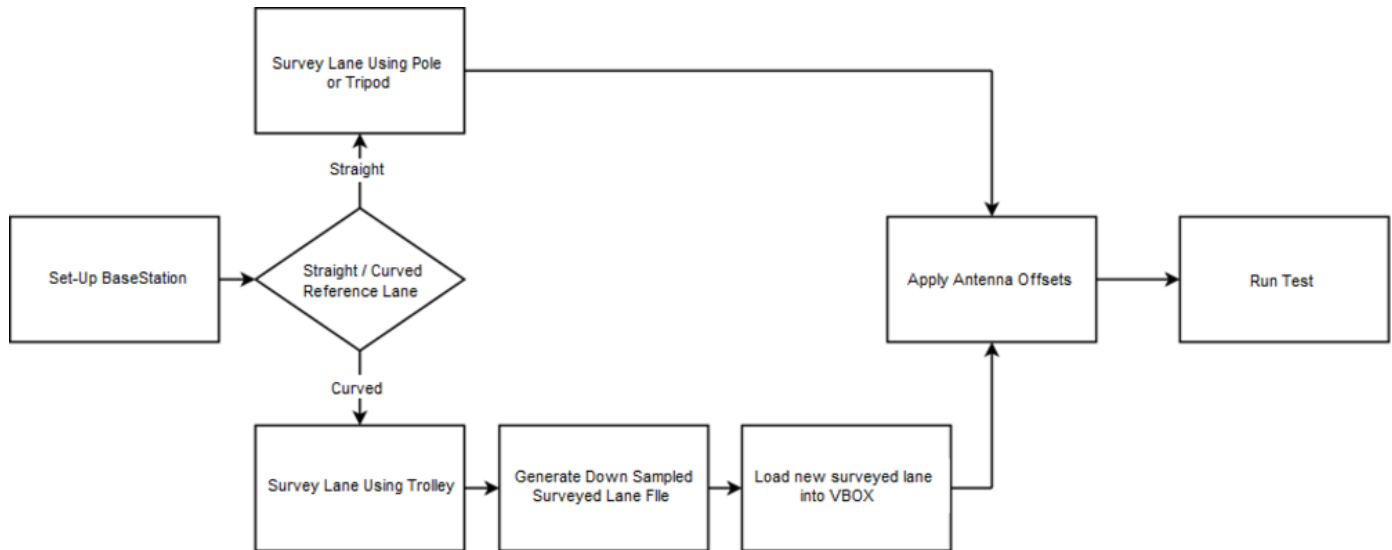 Survey Lane Using Pole
or Tripod
Straight
Set-Up BaseStation
Straight / Curved
Reference Lane
Apply Antenna Offsets
Run Test
Curved
Survey Lane Using Trolley
Generate Down Sampled
Surveyed Lane FIle
Load new surveyed lane
into VBOX